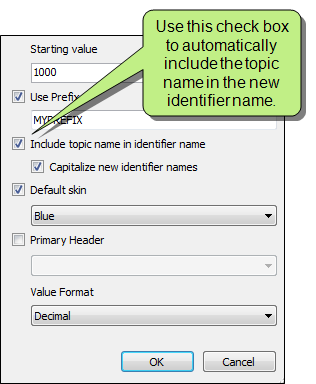 Use this check box
to automatically
include the topic
name in the new
identifier name.
Starting value
1000
Use Prefix
MYPREFIX
Include topic name in identifier name
Capitalize new identifier names
Default skin
Blue
Primary Header
Value Format
Decimal
OK
Cancel